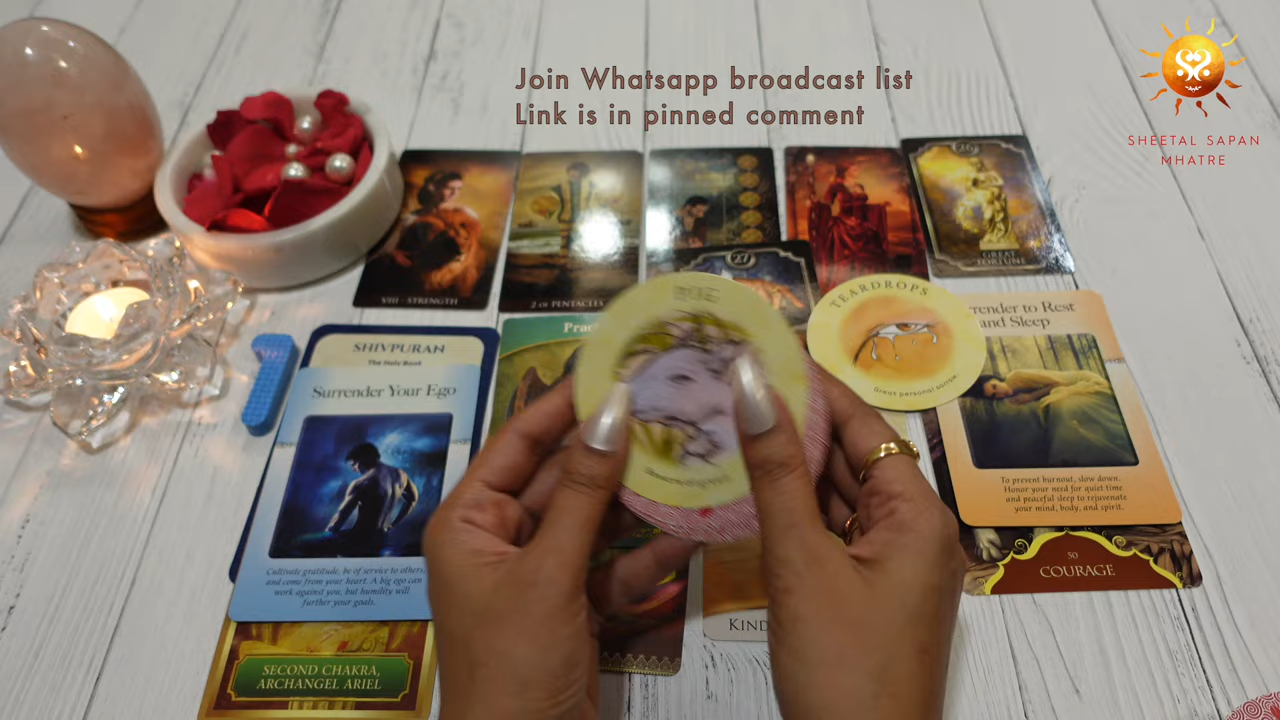 Join Whatsapp broadcast list
Link is in pinned comment
SHEETAL SAPAN
MHATRE
VIII - STRENGTH
2 OF PENTACLES
27
26
GREAT
FORTUNE
SHIVPURAN
The Holy Book
Surrender Your Ego
Cultivate gratitude, be of service to others
and come from your heart. A big ego can
work against you, but humility will
further your goals.
SECOND CHAKRA,
ARCHANGEL ARIEL
TEARDROPS
Great personal
render to Rest
and Sleep
To prevent burnout, slow down.
Honor your need for quiet time
and peaceful sleep to rejuvenate
your mind, body, and spirit.
50
COURAGE